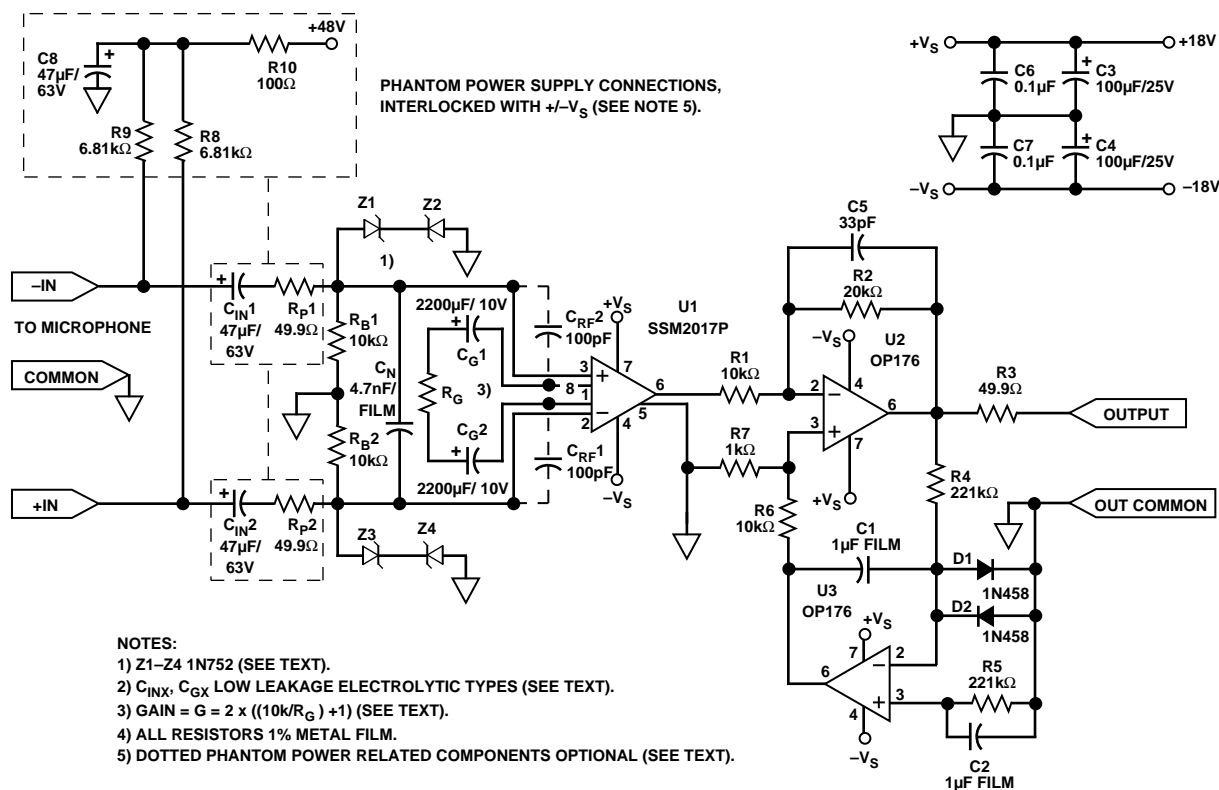 +48V
C8
47µF/
63V
R10
100Ω
R9
6.81kΩ
R8
6.81kΩ
PHANTOM POWER SUPPLY CONNECTIONS,
INTERLOCKED WITH +/–VS (SEE NOTE 5).
+VS
+18V
C6
0.1µF
C3
100µF/25V
C7
0.1µF
C4
100µF/25V
–VS
–18V
–IN
TO MICROPHONE
COMMON
+IN
CIN1
47µF/
63V
RP1
49.9Ω
CIN2
47µF/
63V
RP2
49.9Ω
Z1
Z2
1)
Z3
Z4
RB1
10kΩ
RB2
10kΩ
CN
4.7nF/
FILM
2200µF/ 10V
CG1
RG
3)
CG2
2200µF/ 10V
CRF2
100pF
CRF1
100pF
+VS
7
3
+
8
1
–
2
6
5
4
–VS
U1
SSM2017P
R1
10kΩ
C5
33pF
R2
20kΩ
–VS
4
U2
OP176
2
–
3
+
6
7
+VS
R7
1kΩ
R3
49.9Ω
OUTPUT
R4
221kΩ
OUT COMMON
R6
10kΩ
C1
1µF FILM
D1
1N458
D2
1N458
U3
OP176
+VS
7
2
–
6
+
3
4
–VS
R5
221kΩ
C2
1µF FILM
NOTES:
1) Z1–Z4 1N752 (SEE TEXT).
2) CINX, CGX LOW LEAKAGE ELECTROLYTIC TYPES (SEE TEXT).
3) GAIN = G = 2 x ((10k/RG ) +1) (SEE TEXT).
4) ALL RESISTORS 1% METAL FILM.
5) DOTTED PHANTOM POWER RELATED COMPONENTS OPTIONAL (SEE TEXT).